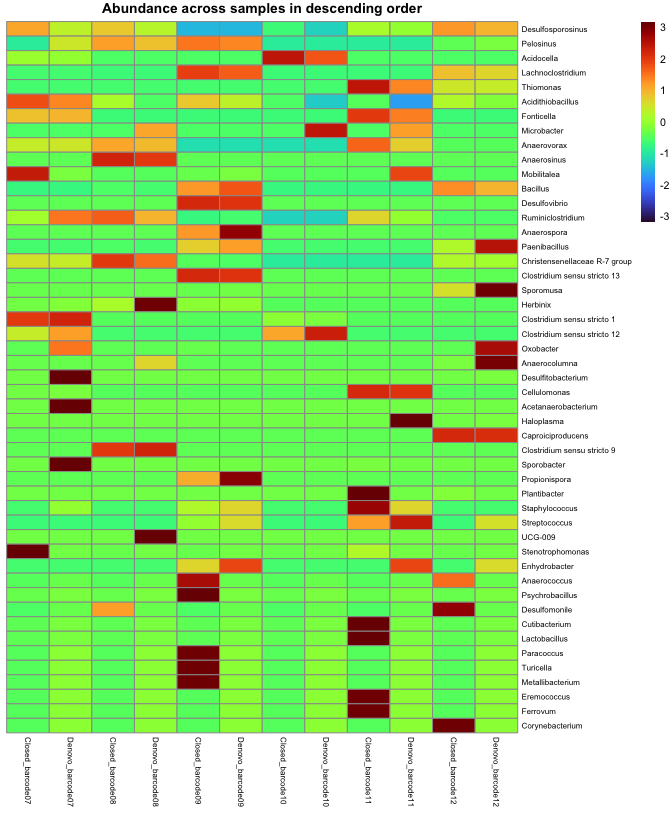 Abundance across samples in descending order
3
2
1
0
-1
-2
-3
Desulfosporosinus
Pelosinus
Acidocella
Lachnoclostridium
Thiomonas
Acidithiobacillus
Fonticella
Microbacter
Anaerovorax
Anaerosinus
Mobilitalea
Bacillus
Desulfovibrio
Ruminiclostridium
Anaerospora
Paenibacillus
Christensenellaceae R-7 group
Clostridium sensu stricto 13
Sporomusa
Herbinix
Clostridium sensu stricto 1
Clostridium sensu stricto 12
Oxobacter
Anaerocolumna
Desulfitobacterium
Cellulomonas
Acetanaerobacterium
Haloplasma
Caproiciproducens
Clostridium sensu stricto 9
Sporobacter
Propionispora
Plantibacter
Staphylococcus
Streptococcus
UCG-009
Stenotrophomonas
Enhydrobacter
Anaerococcus
Psychrobacillus
Desulfomonile
Cutibacterium
Lactobacillus
Paracoccus
Turicella
Metallibacterium
Eremococcus
Ferrovum
Corynebacterium
Closed_barcode07
Denovo_barcode07
Closed_barcode08
Denovo_barcode08
Closed_barcode09
Denovo_barcode09
Closed_barcode10
Denovo_barcode10
Closed_barcode11
Denovo_barcode11
Closed_barcode12
Denovo_barcode12